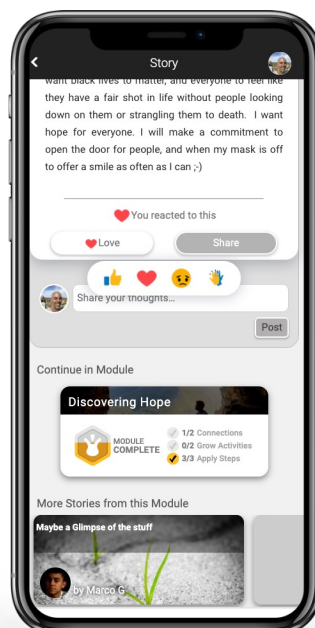 Story
want black lives to matter, and everyone to feel like
they have a fair shot in life without people looking
down on them or strangling them to death. I want
hope for everyone. I will make a commitment to
open the door for people, and when my mask is off
to offer a smile as often as I can ;-)
You reacted to this
Love
Share
Share your thoughts...
Post
Continue in Module
Discovering Hope
MODULE
COMPLETE
1/2 Connections
0/2 Grow Activities
3/3 Apply Steps
More Stories from this Module
Maybe a Glimpse of the stuff
by Marco G.